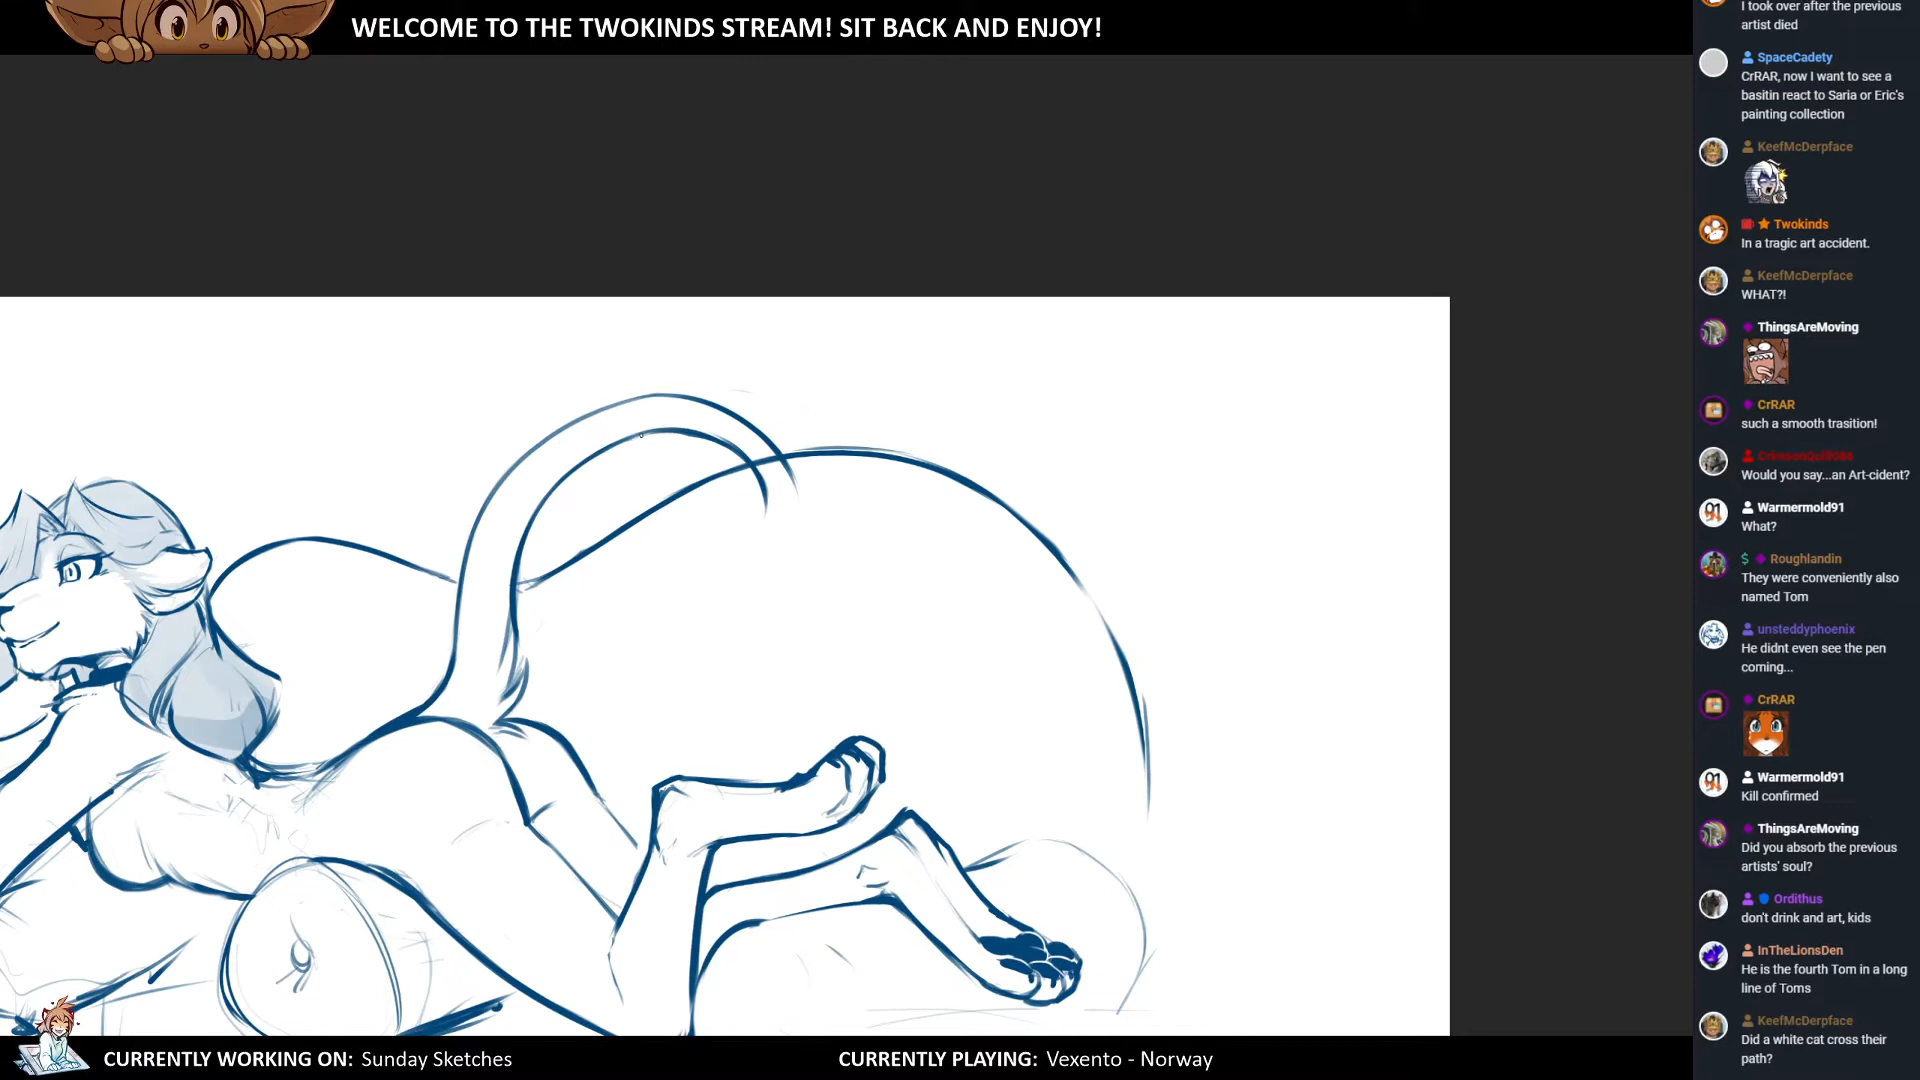 WELCOME TO THE TWOKINDS STREAM! SIT BACK AND ENJOY!
I took over after the previous
artist died
SpaceCadety
CrRAR, now I want to see a
basitin react to Saria or Eric's
painting collection
KeefMcDerpface
Twokinds
In a tragic art accident.
KeefMcDerpface
WHAT?!
ThingsAreMoving
CrRAR
such a smooth trasition!
Would you say...an Art-cident?
Warmermold91
What?
$ Roughlandin
They were conveniently also
named Tom
unsteddyphoenix
He didnt even see the pen
coming...
CrRAR
Warmermold91
Kill confirmed
ThingsAreMoving
Did you absorb the previous
artists' soul?
Ordithus
don't drink and art, kids
InTheLionsDen
He is the fourth Tom in a long
line of Toms
KeefMcDerpface
Did a white cat cross their
path?
CURRENTLY WORKING ON: Sunday Sketches
CURRENTLY PLAYING: Vexento - Norway